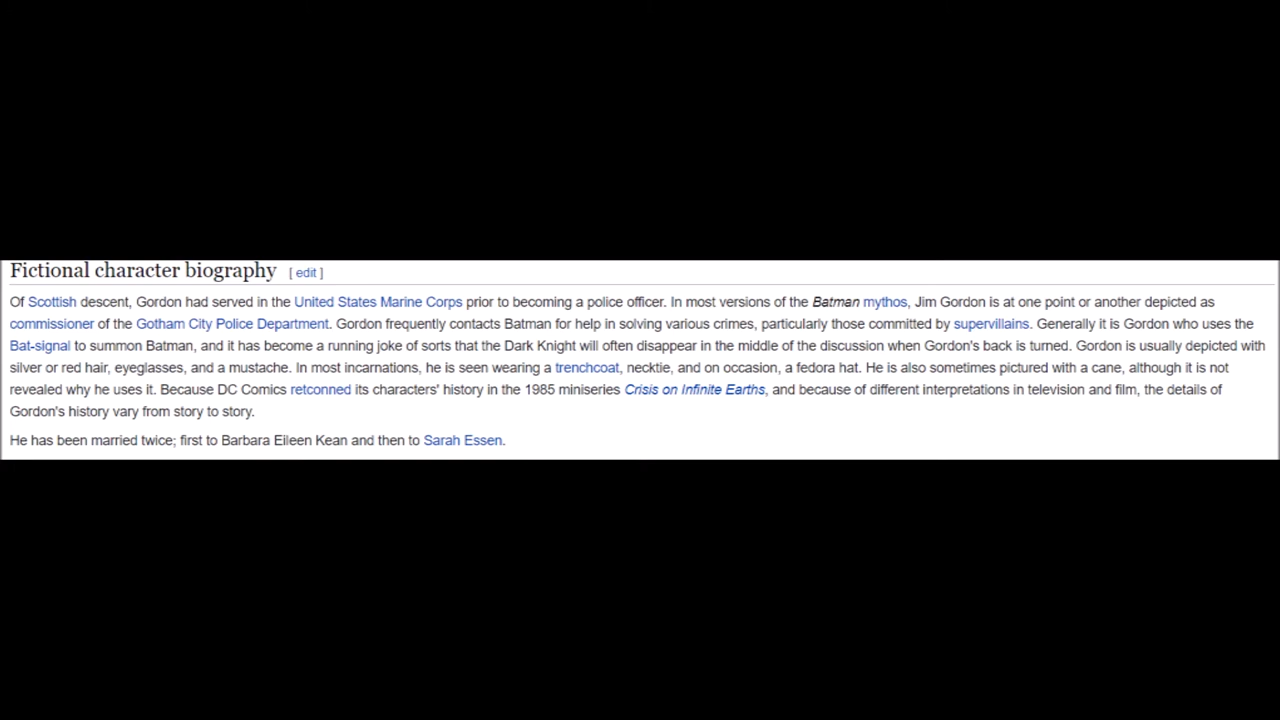 Fictional character biography [ edit ]
Of Scottish descent, Gordon had served in the United States Marine Corps prior to becoming a police officer. In most versions of the Batman mythos, Jim Gordon is at one point or another depicted as
commissioner of the Gotham City Police Department. Gordon frequently contacts Batman for help in solving various crimes, particularly those committed by supervillains. Generally it is Gordon who uses the
Bat-signal to summon Batman, and it has become a running joke of sorts that the Dark Knight will often disappear in the middle of the discussion when Gordon's back is turned. Gordon is usually depicted with
silver or red hair, eyeglasses, and a mustache. In most incarnations, he is seen wearing a trenchcoat, necktie, and on occasion, a fedora hat. He is also sometimes pictured with a cane, although it is not
revealed why he uses it. Because DC Comics retconned its characters' history in the 1985 miniseries Crisis on Infinite Earths, and because of different interpretations in television and film, the details of
Gordon's history vary from story to story.
He has been married twice; first to Barbara Eileen Kean and then to Sarah Essen.